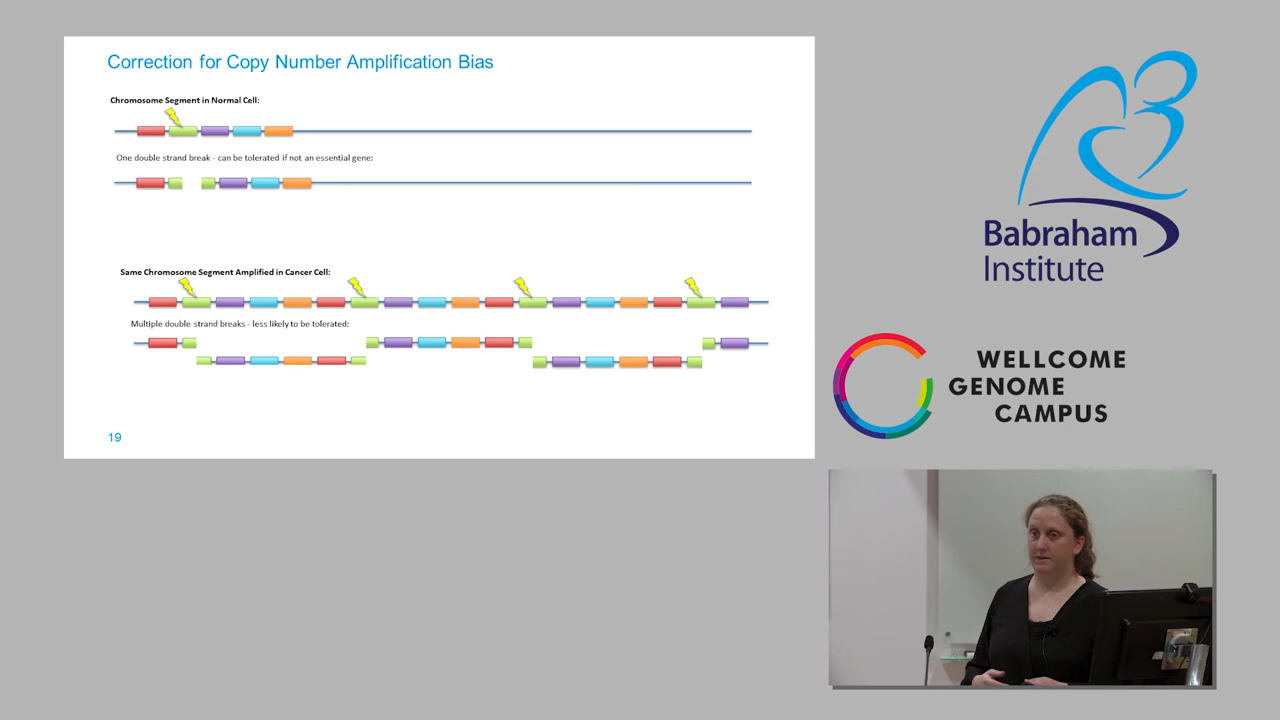 Correction for Copy Number Amplification Bias
Chromosome Segment in Normal Cell:
One double strand break - can be tolerated if not an essential gene:
Same Chromosome Segment Amplified in Cancer Cell:
Multiple double strand breaks - less likely to be tolerated:
19
Babraham
Institute
WELLCOME
GENOME
CAMPUS